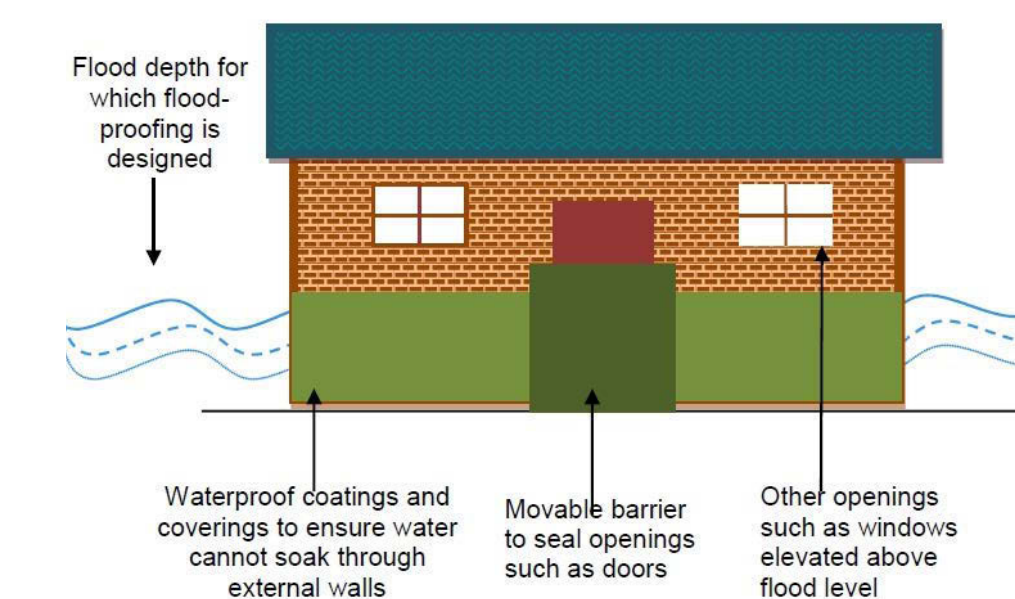 Flood depth for
which flood-
proofing is
designed
Waterproof coatings and
coverings to ensure water
cannot soak through
external walls
Movable barrier
to seal openings
such as doors
Other openings
such as windows
elevated above
flood level